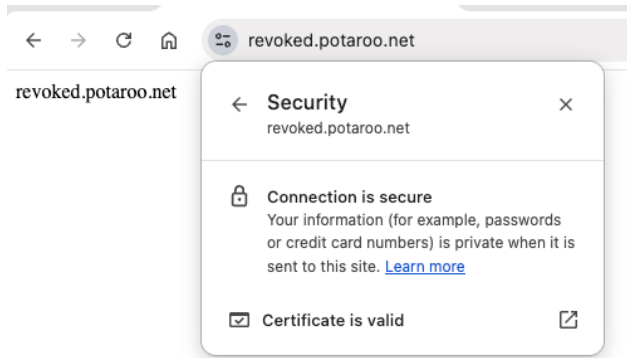 revoked.potaroo.net
revoked.potaroo.net
Security
revoked.potaroo.net
Connection is secure
Your information (for example, passwords
or credit card numbers) is private when it is
sent to this site. Learn more
Certificate is valid